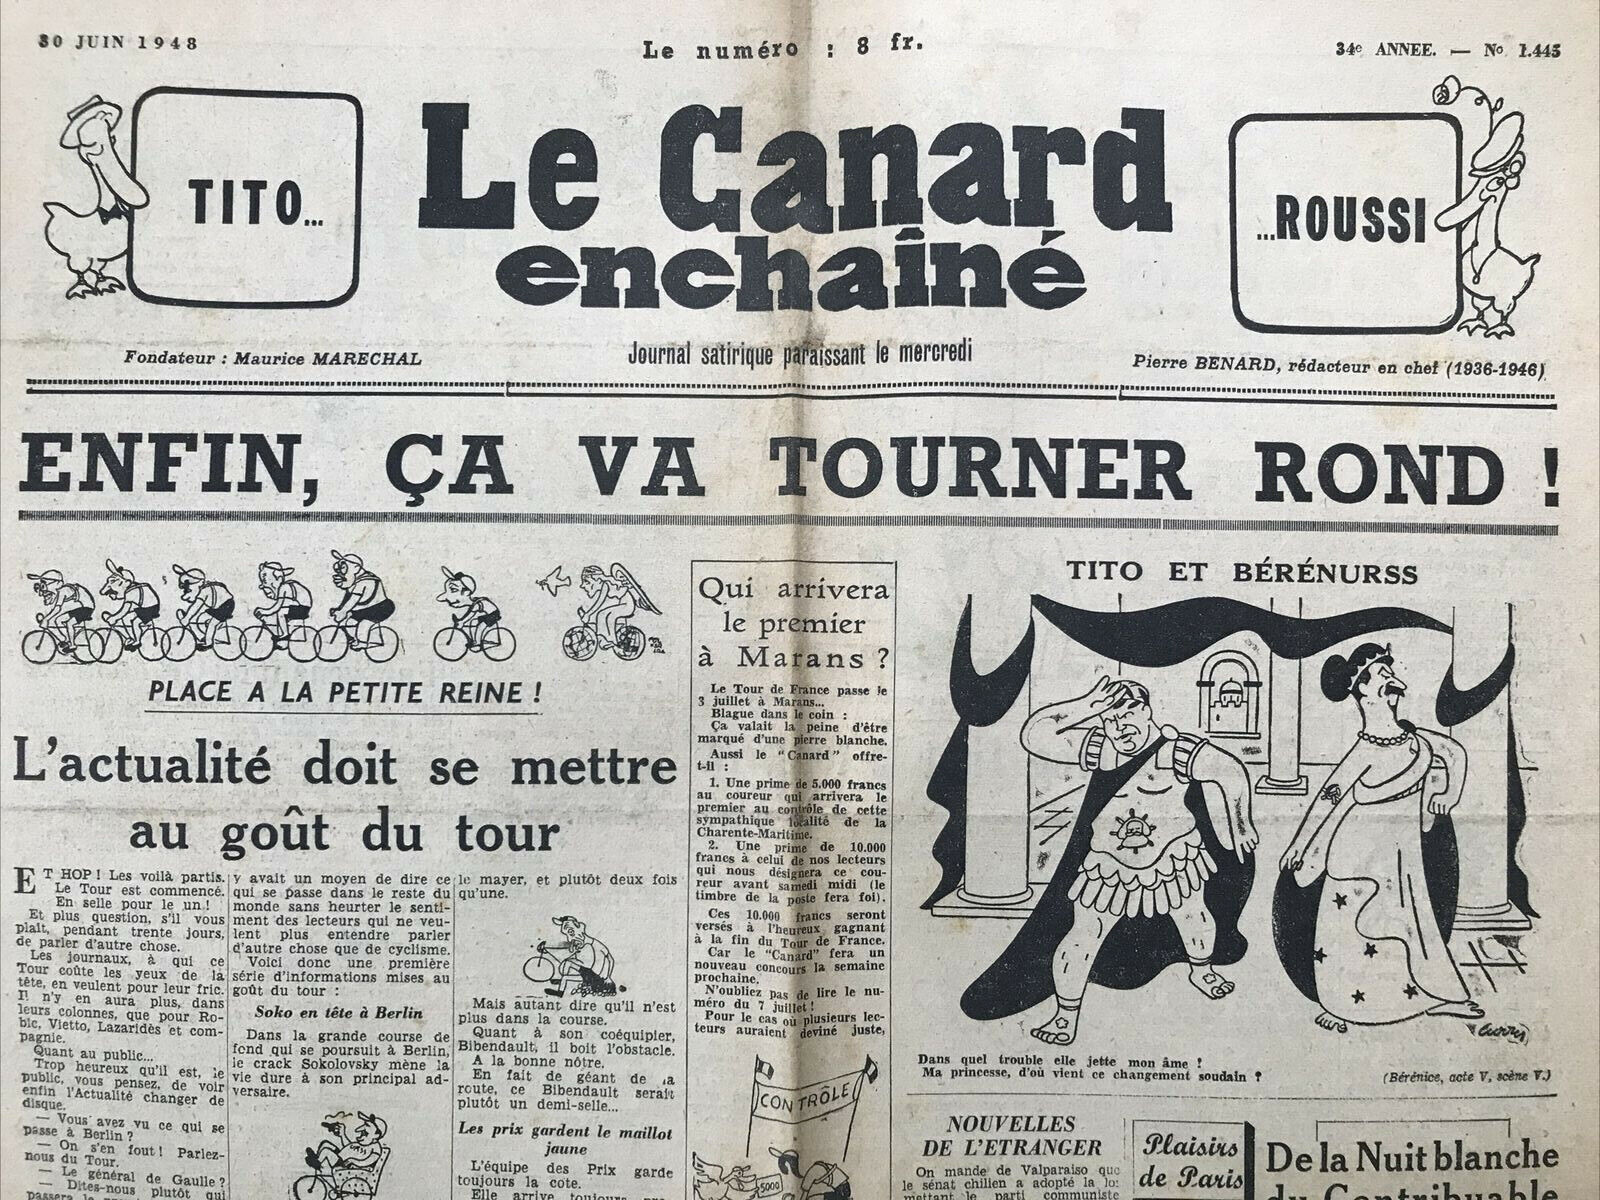 30 JUIN 1948
Le numéro : 8 fr.
34e ANNEE. — No 1.445
TITO...
Le Canard
enchaîné
...ROUSSI
Fondateur : Maurice MARECHAL
Journal satirique paraissant le mercredi
Pierre BENARD, rédacteur en chef (1936-1946)
ENFIN, ÇA VA TOURNER ROND !
PLACE A LA PETITE REINE !
L'actualité doit se mettre
au goût du tour
ET HOP ! Les voilà partis.
Le Tour est commencé.
En selle pour le un !
Et plus question, s'il vous
plaît, pendant trente jours,
de parler d'autre chose.
Les journaux, à qui ce
Tour coûte les yeux de la
tête, en veulent pour leur fric.
Il n'y en aura plus, dans
leurs colonnes, que pour Ro-
bic, Vietto, Lazaridès et com-
pagnie.
Quant au public...
Trop heureux qu'il est, le
public, vous pensez, de voir
enfin l'Actualité changer de
disque.
— Vous avez vu ce qui se
passe à Berlin ?
— On s'en fout ! Parlez-
nous du Tour.
— Le général de Gaulle ?
— Dites-nous plutôt qui
passera le
y avait un moyen de dire ce
qui se passe dans le reste du
monde sans heurter le senti-
ment des lecteurs qui ne veu-
lent plus entendre parler
d'autre chose que de cyclisme.
Voici donc une première
série d'informations mises au
goût du tour :
Soko en tête à Berlin
Dans la grande course de
fond qui se poursuit à Berlin,
le crack Sokolovsky mène la
vie dure à son principal ad-
versaire.
le mayer, et plutôt deux fois
qu'une.
Mais autant dire qu'il n'est
plus dans la course.
Quant à son coéquipier,
Bibendault, il boit l'obstacle.
A la bonne nôtre.
En fait de géant de la
route, ce Bibendault serait
plutôt un demi-selle...
Les prix gardent le maillot
jaune
L'équipe des Prix garde
toujours la cote.
Elle arrive toujours
Qui arrivera
le premier
à Marans ?
Le Tour de France passe le
3 juillet à Marans...
Blague dans le coin :
Ça valait la peine d'être
marqué d'une pierre blanche.
Aussi le "Canard" offre-
t-il :
1. Une prime de 5.000 francs
au coureur qui arrivera le
premier au contrôle de cette
sympathique localité de la
Charente-Maritime.
2. Une prime de 10.000
francs à celui de nos lecteurs
qui nous désignera ce cou-
reur avant samedi midi (le
timbre de la poste fera foi).
Ces 10.000 francs seront
versés à l'heureux gagnant
à la fin du Tour de France.
Car le "Canard" fera un
nouveau concours la semaine
prochaine.
N'oubliez pas de lire le nu-
méro du 7 juillet !
Pour le cas où plusieurs lec-
teurs auraient deviné juste,
CONTRÔLE
5000
TITO ET BÉRÉNURSS
Dans quel trouble elle jette mon âme !
Ma princesse, d'où vient ce changement soudain ?
(Bérénice, acte V, scène V.)
NOUVELLES
DE L'ETRANGER
On mande de Valparaiso que
le sénat chilien a adopté la loi
mettant le parti communiste
Plaisirs
de Paris
De la Nuit blanche
du Contribuable